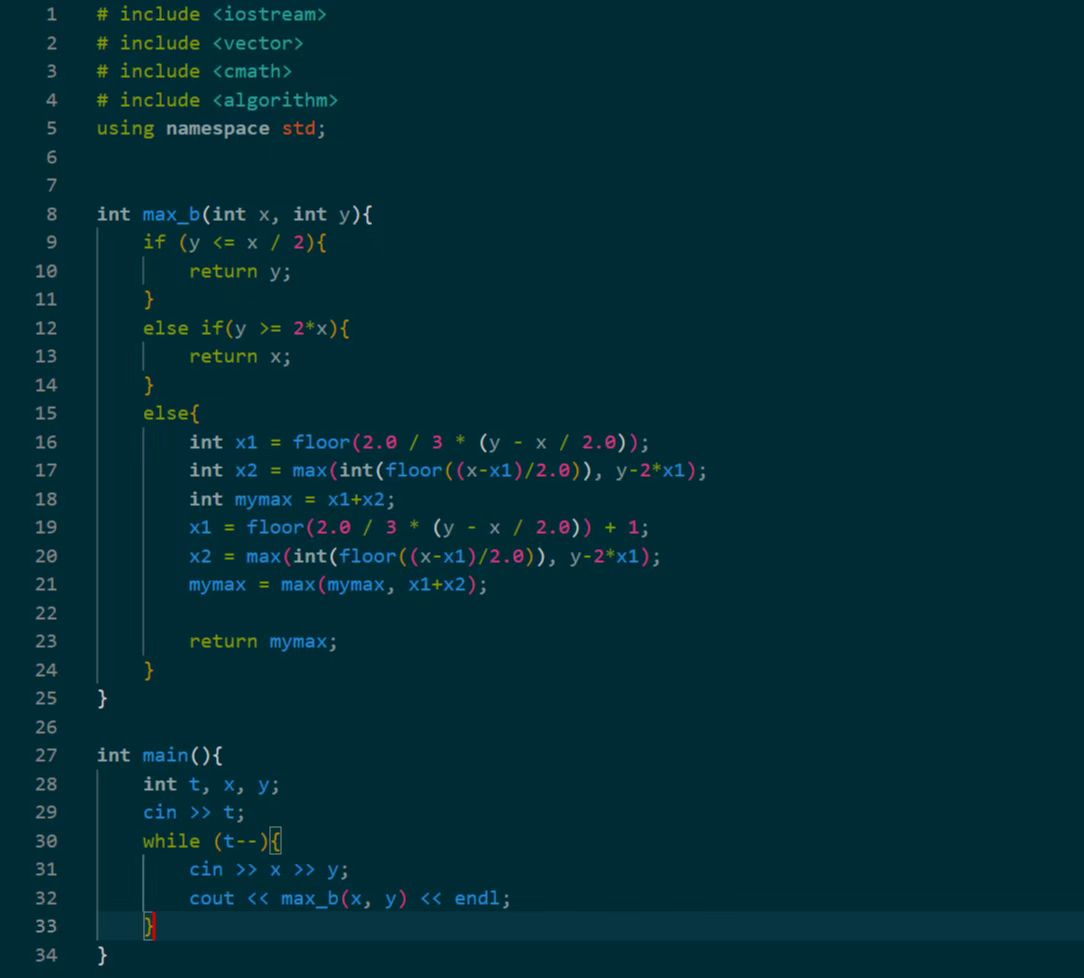 1 # include <iostream>
2 # include <vector>
3 # include <cmath>
4 # include <algorithm>
5 using namespace std;
6
7
8 int max_b(int x, int y){
9     if (y <= x / 2){
10         return y;
11     }
12     else if(y >= 2*x){
13         return x;
14     }
15     else{
16         int x1 = floor(2.0 / 3 * (y - x / 2.0));
17         int x2 = max(int(floor((x-x1)/2.0)), y-2*x1);
18         int mymax = x1+x2;
19         x1 = floor(2.0 / 3 * (y - x / 2.0)) + 1;
20         x2 = max(int(floor((x-x1)/2.0)), y-2*x1);
21         mymax = max(mymax, x1+x2);
22
23         return mymax;
24     }
25 }
26
27 int main(){
28     int t, x, y;
29     cin >> t;
30     while (t--){
31         cin >> x >> y;
32         cout << max_b(x, y) << endl;
33     }
34 }